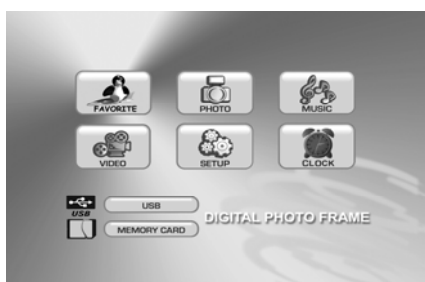 FAVORITE PHOTO MUSIC
VIDEO SETUP CLOCK
USB USB
MEMORY CARD
DIGITAL PHOTO FRAME